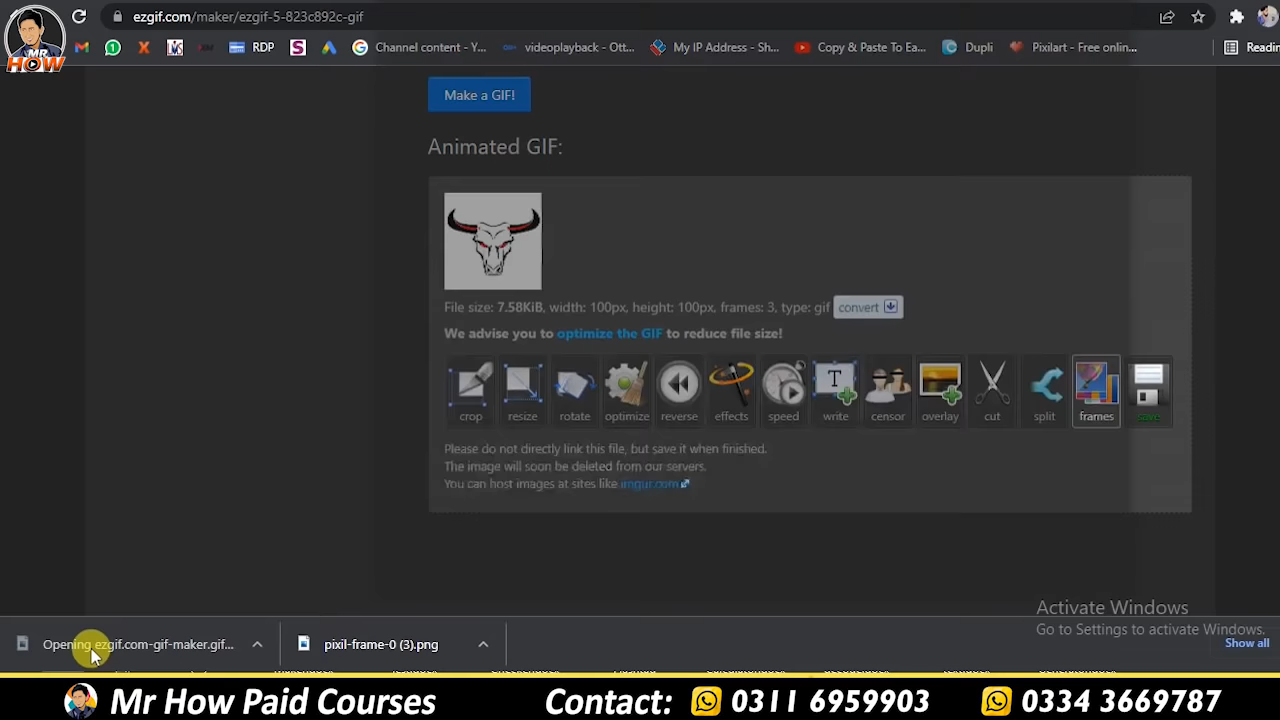 ezgif.com/maker/ezgif-5-823c892c-gif
MR HOW
RDP
Channel content - Y...
videoplayback - Ott...
My IP Address - Sh...
Copy & Paste To Ea...
Dupli
Pixilart - Free onlin...
Readin
Make a GIF!
Animated GIF:
File size: 7.58KiB, width: 100px, height: 100px, frames: 3, type: gif convert
We advise you to optimize the GIF to reduce file size!
crop resize rotate optimize reverse effects speed write censor overlay cut split frames save
Please do not directly link this file, but save it when finished.
The image will soon be deleted from our servers.
You can host images at sites like imgur.com
Activate Windows
Go to Settings to activate Windows.
Opening ezgif.com-gif-maker.gif...
pixil-frame-0 (3).png
Show all
Mr How Paid Courses Contact: 0311 6959903 0334 3669787